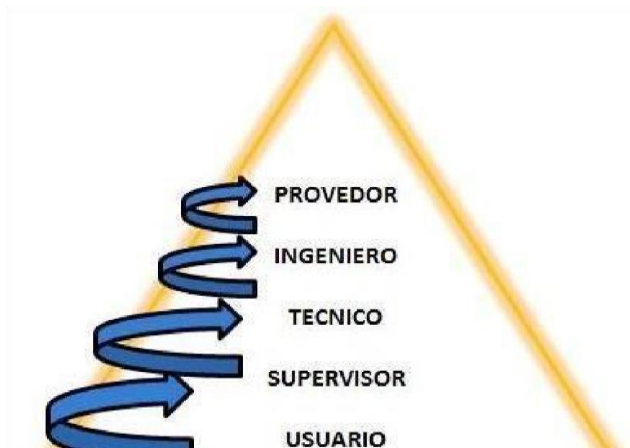 PROVEDOR
INGENIERO
TECNICO
SUPERVISOR
USUARIO